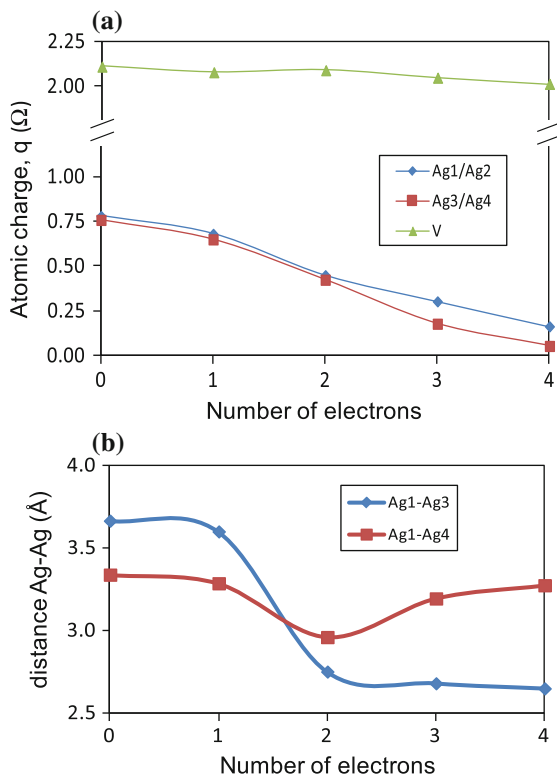 (a)
2.25
2.00
1.00
0.75
0.50
0.25
0.00
Atomic charge, q (Ω)
Ag1/Ag2
Ag3/Ag4
V
0 1 2 3 4
Number of electrons
(b)
4.0
3.5
3.0
2.5
distance Ag-Ag (Å)
Ag1-Ag3
Ag1-Ag4
0 1 2 3 4
Number of electrons